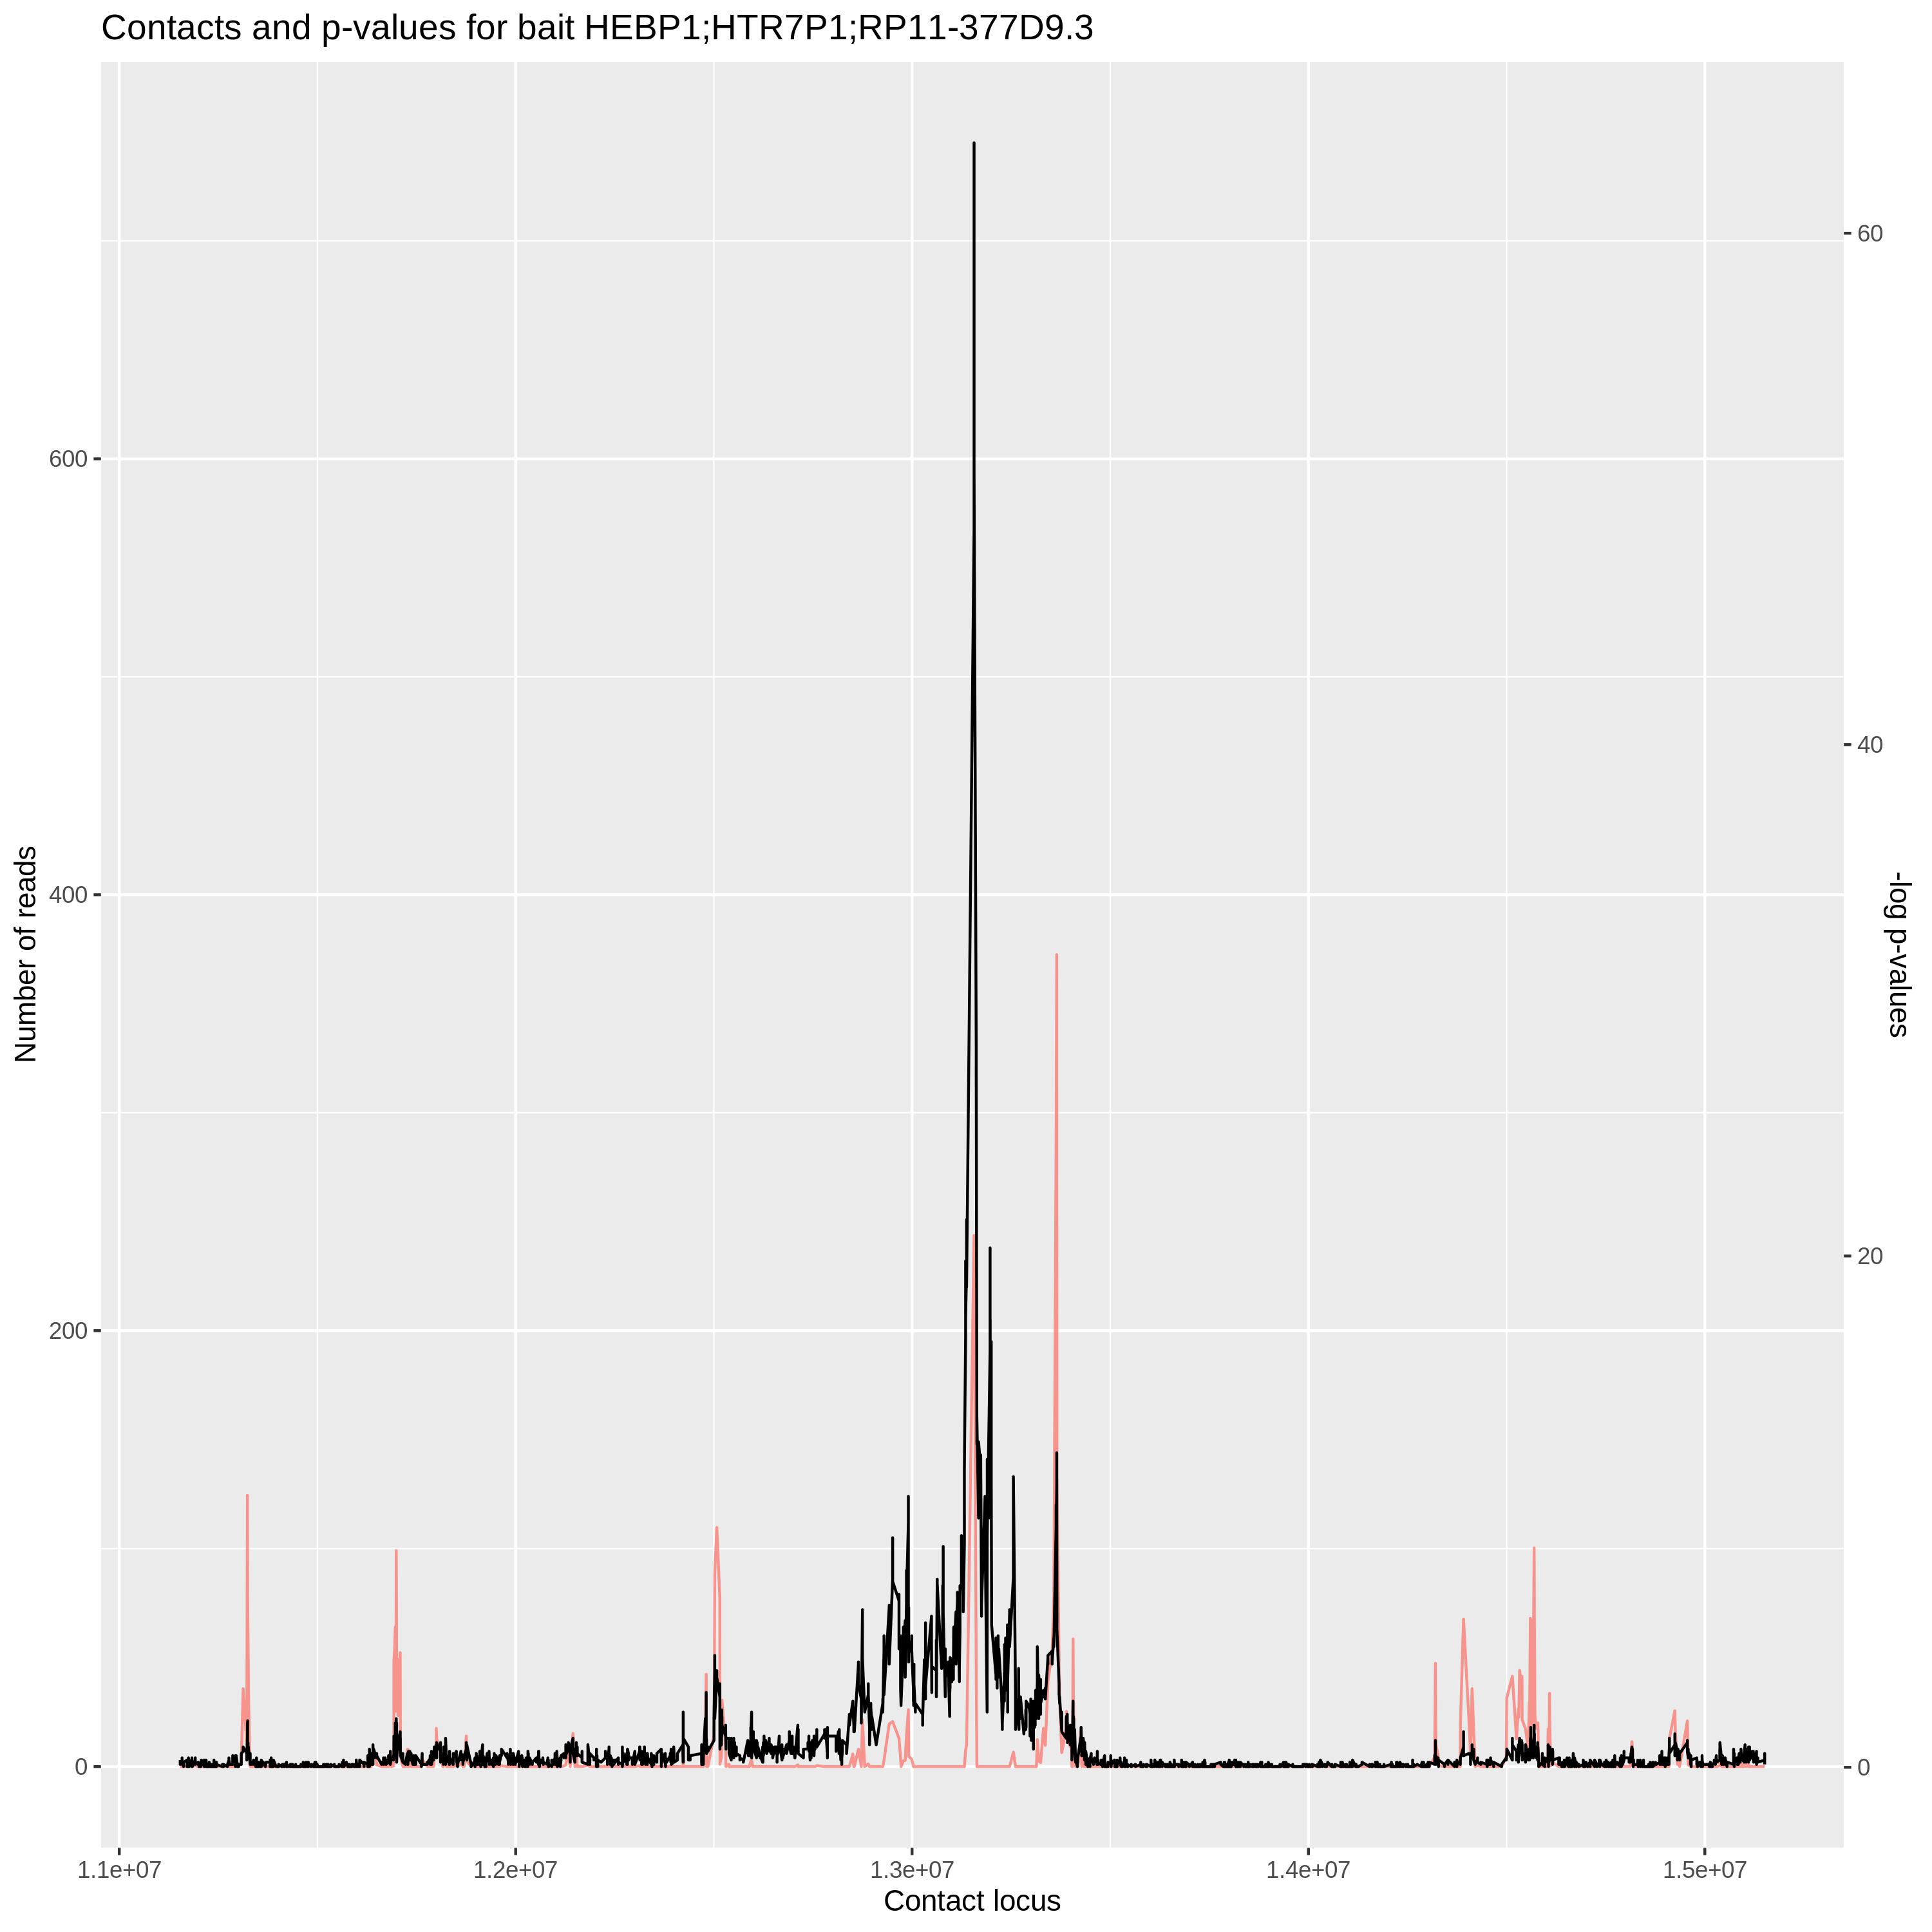 Contacts and p-values for bait HEBP1;HTR7P1;RP11-377D9.3
Number of reads
600
400
200
0
60
40
20
0
-log p-values
1.1e+07
1.2e+07
1.3e+07
1.4e+07
1.5e+07
Contact locus